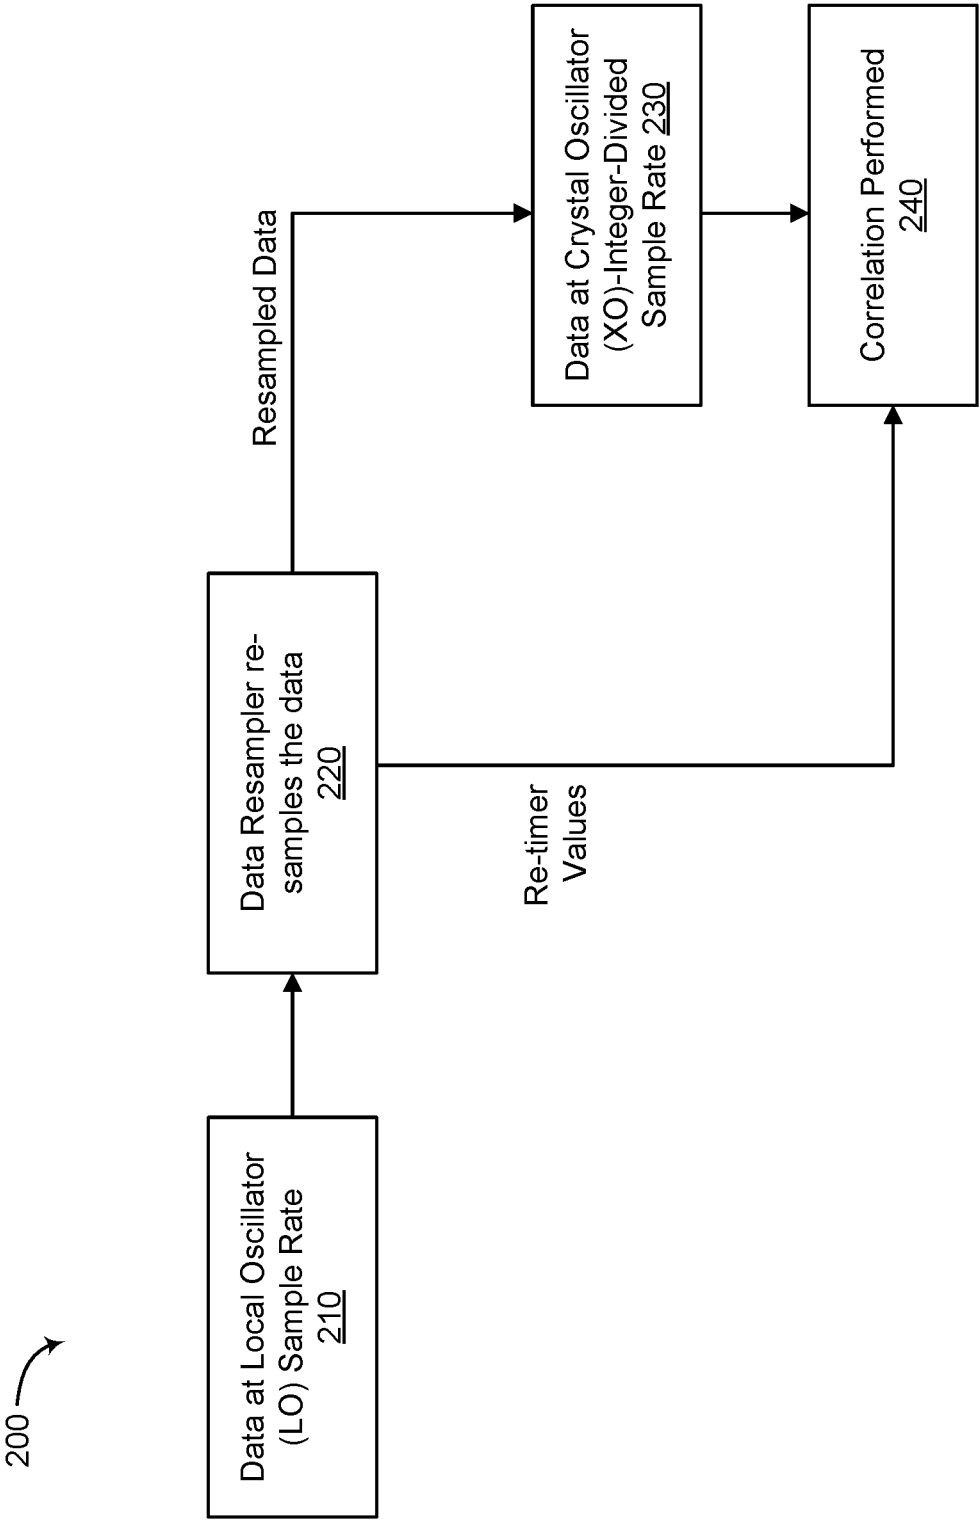 200
Data at Local Oscillator
(LO) Sample Rate
210
Data Resampler re-
samples the data
220
Resampled Data
Re-timer
Values
Data at Crystal Oscillator
(XO)-Integer-Divided
Sample Rate 230
Correlation Performed
240